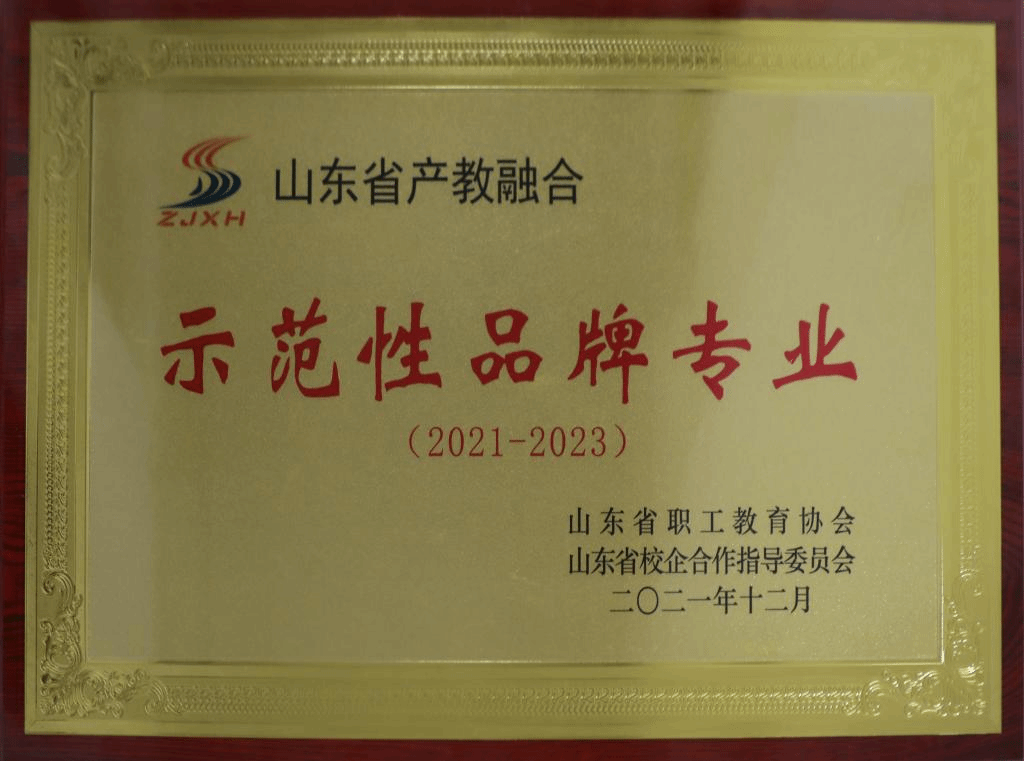 山东省产教融合
ZJXH
示范性品牌专业
(2021-2023)
山东省职工教育协会
山东省校企合作指导委员会
二〇二一年十二月